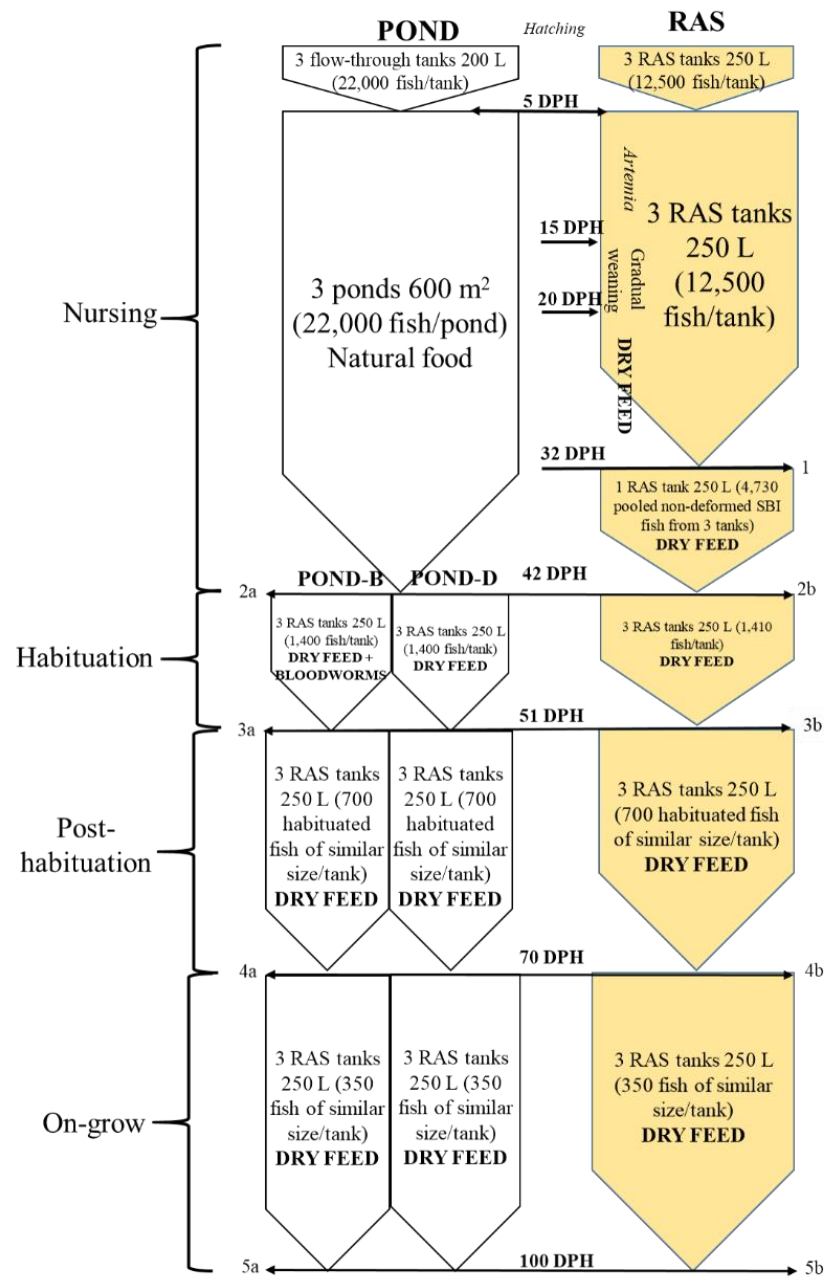 POND
Hatching
RAS
3 flow-through tanks 200 L
(22,000 fish/tank)
3 RAS tanks 250 L
(12,500 fish/tank)
5 DPH
Nursing
3 ponds 600 m²
(22,000 fish/pond)
Natural food
15 DPH
20 DPH
Artemia
Gradual
weaning
DRY FEED
3 RAS tanks
250 L
(12,500
fish/tank)
32 DPH
1
1 RAS tank 250 L (4,730
pooled non-deformed SBI
fish from 3 tanks)
DRY FEED
2a
POND-B
POND-D
42 DPH
2b
Habituation
3 RAS tanks 250 L
(1,400 fish/tank)
DRY FEED +
BLOODWORMS
3 RAS tanks 250 L
(1,400 fish/tank)
DRY FEED
3 RAS tanks 250 L (1,410
fish/tank)
DRY FEED
3a
51 DPH
3b
Post-
habituation
3 RAS tanks
250 L (700
habituated
fish of similar
size/tank)
DRY FEED
3 RAS tanks
250 L (700
habituated
fish of similar
size/tank)
DRY FEED
3 RAS tanks 250 L
(700 habituated fish
of similar size/tank)
DRY FEED
4a
70 DPH
4b
On-grow
3 RAS tanks
250 L (350
fish of similar
size/tank)
DRY FEED
3 RAS tanks
250 L (350
fish of similar
size/tank)
DRY FEED
3 RAS tanks 250 L
(350 fish of similar
size/tank)
DRY FEED
5a
100 DPH
5b